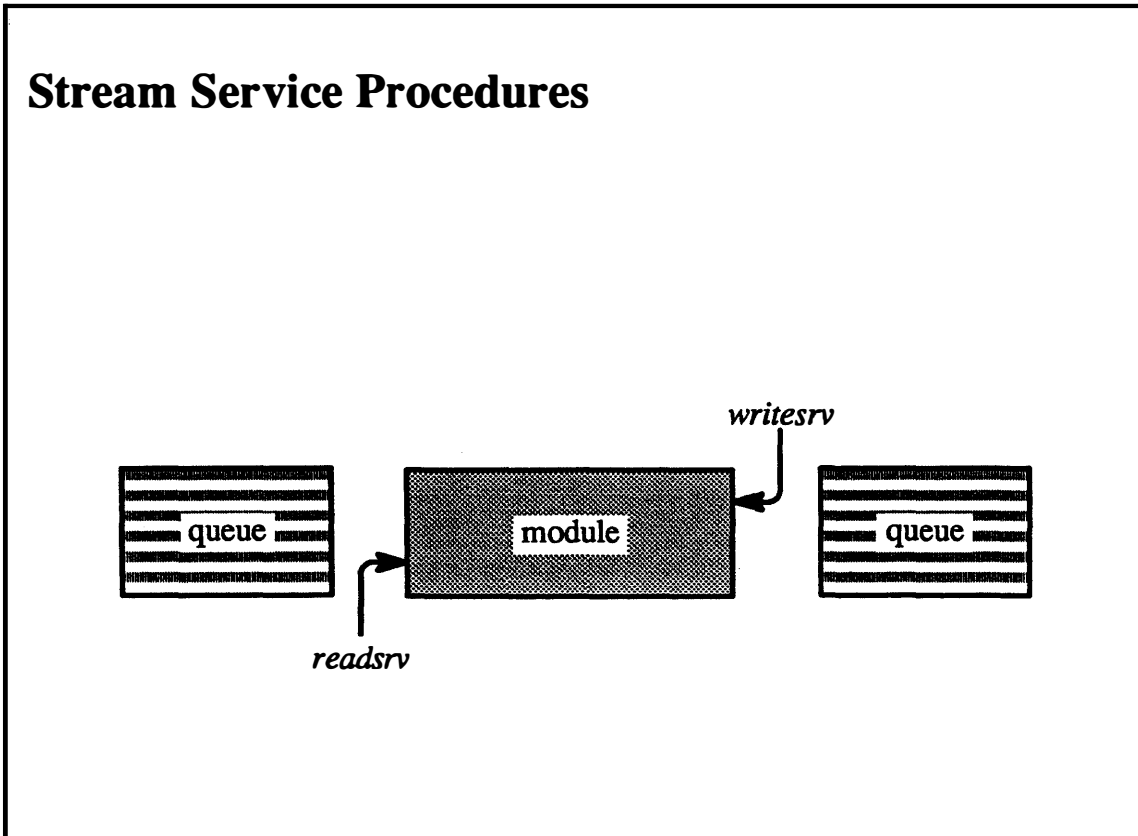 Stream Service Procedures
writesrv
queue
module
queue
readsrv